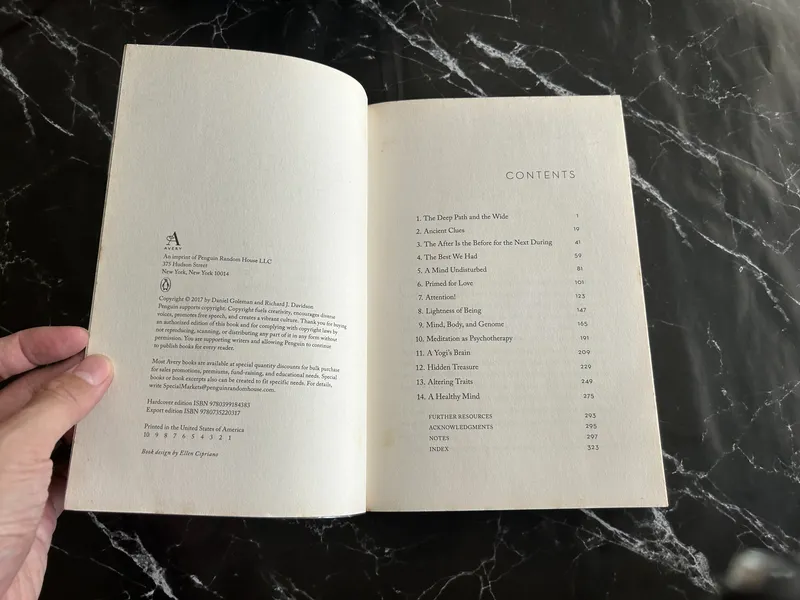 A
AVERY
An imprint of Penguin Random House LLC
375 Hudson Street
New York, New York 10014
Copyright © 2017 by Daniel Goleman and Richard J. Davidson
Penguin supports copyright. Copyright fuels creativity, encourages diverse
voices, promotes free speech, and creates a vibrant culture. Thank you for buying
an authorized edition of this book and for complying with copyright laws by
not reproducing, scanning, or distributing any part of it in any form without
permission. You are supporting writers and allowing Penguin to continue
to publish books for every reader.
Most Avery books are available at special quantity discounts for bulk purchase
for sales promotions, premiums, fund-raising, and educational needs. Special
books or book excerpts also can be created to fit specific needs. For details,
write SpecialMarkets@penguinrandomhouse.com.
Hardcover edition ISBN 9780399184383
Export edition ISBN 9780735220317
Printed in the United States of America
10 9 8 7 6 5 4 3 2 1
Book design by Ellen Cipriano
CONTENTS
1. The Deep Path and the Wide 1
2. Ancient Clues 19
3. The After Is the Before for the Next During 41
4. The Best We Had 59
5. A Mind Undisturbed 81
6. Primed for Love 101
7. Attention! 123
8. Lightness of Being 147
9. Mind, Body, and Genome 165
10. Meditation as Psychotherapy 191
11. A Yogi's Brain 209
12. Hidden Treasure 229
13. Altering Traits 249
14. A Healthy Mind 275
FURTHER RESOURCES 293
ACKNOWLEDGMENTS 295
NOTES 297
INDEX 323